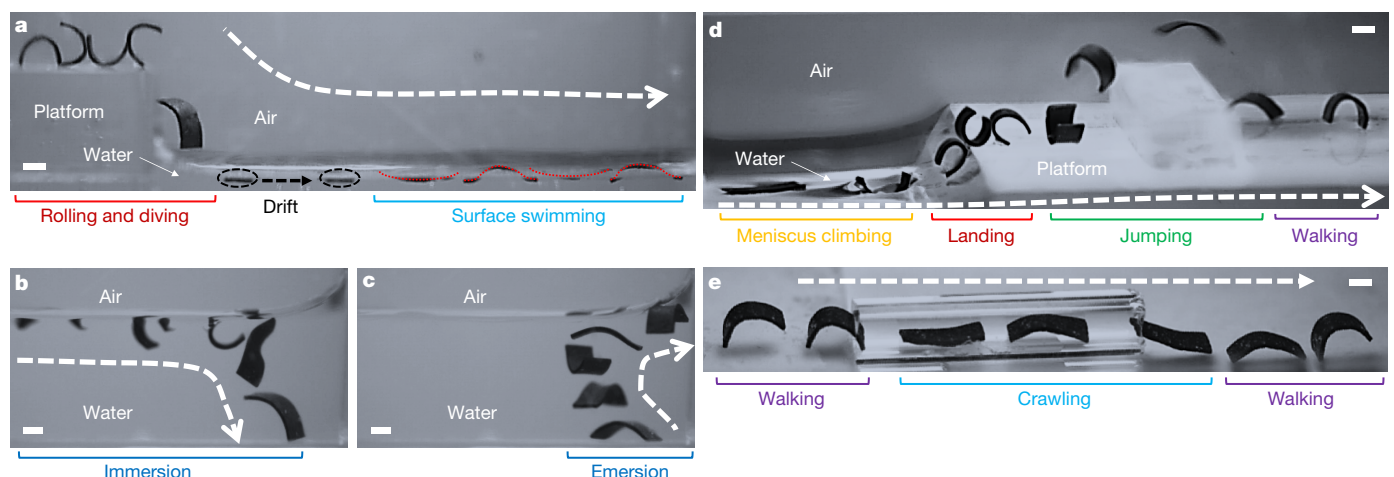 a
Platform
Air
Water
Drift
Rolling and diving
Surface swimming
b
Air
Water
Immersion
c
Air
Water
Emersion
d
Air
Water
Platform
Meniscus climbing
Landing
Jumping
Walking
e
Walking
Crawling
Walking